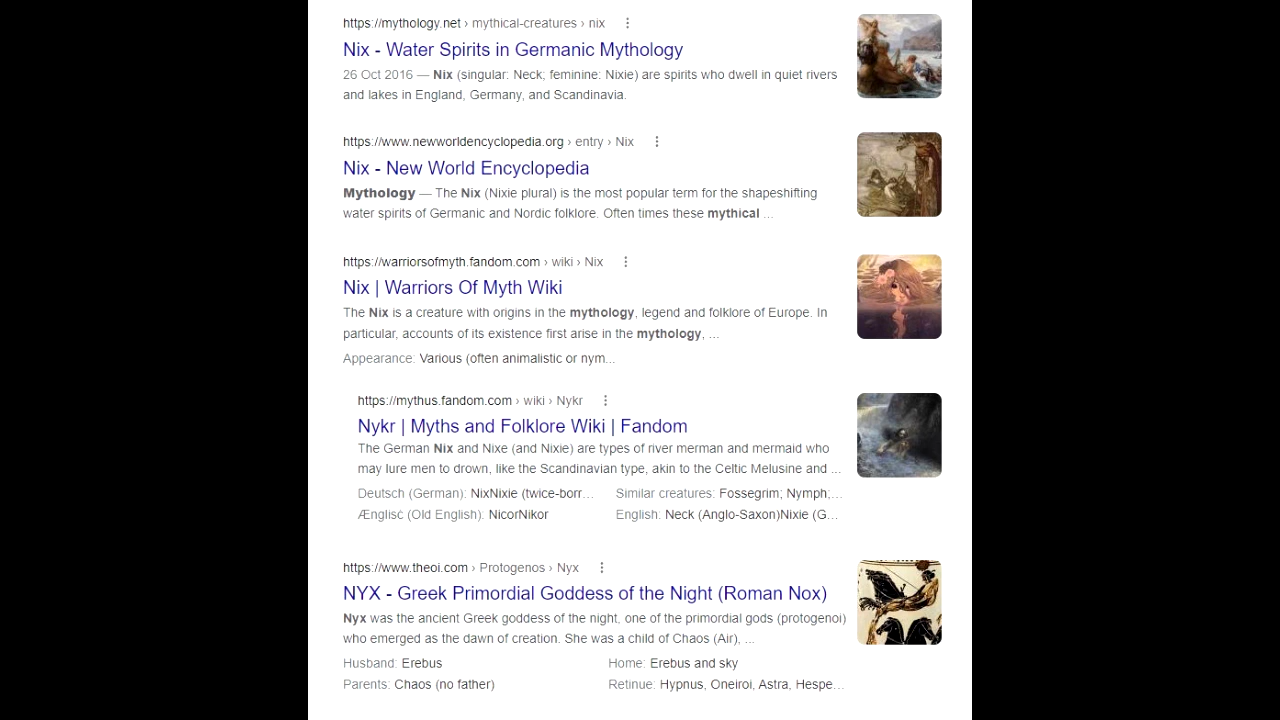 https://mythology.net › mythical-creatures › nix
Nix - Water Spirits in Germanic Mythology
26 Oct 2016 — Nix (singular: Neck; feminine: Nixie) are spirits who dwell in quiet rivers
and lakes in England, Germany, and Scandinavia.
https://www.newworldencyclopedia.org › entry › Nix
Nix - New World Encyclopedia
Mythology — The Nix (Nixie plural) is the most popular term for the shapeshifting
water spirits of Germanic and Nordic folklore. Often times these mythical ...
https://warriorsofmyth.fandom.com › wiki › Nix
Nix | Warriors Of Myth Wiki
The Nix is a creature with origins in the mythology, legend and folklore of Europe. In
particular, accounts of its existence first arise in the mythology, ...
Appearance: Various (often animalistic or nym...
https://mythus.fandom.com › wiki › Nykr
Nykr | Myths and Folklore Wiki | Fandom
The German Nix and Nixe (and Nixie) are types of river merman and mermaid who
may lure men to drown, like the Scandinavian type, akin to the Celtic Melusine and ...
Deutsch (German): NixNixie (twice-borr... Similar creatures: Fossegrim; Nymph;...
Ænglisċ (Old English): NicorNikor English: Neck (Anglo-Saxon)Nixie (G...
https://www.theoi.com › Protogenos › Nyx
NYX - Greek Primordial Goddess of the Night (Roman Nox)
Nyx was the ancient Greek goddess of the night, one of the primordial gods (protogenoi)
who emerged as the dawn of creation. She was a child of Chaos (Air), ...
Husband: Erebus Home: Erebus and sky
Parents: Chaos (no father) Retinue: Hypnus, Oneiroi, Astra, Hespe...